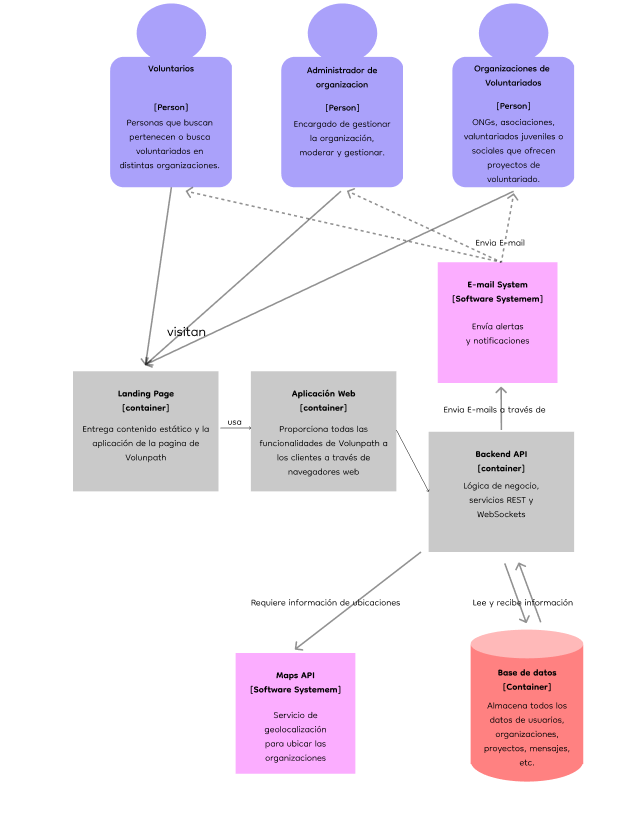 Voluntarios
[Person]
Personas que buscan
pertenecen o busca
voluntariados en
distintas organizaciones.
Administrador de
organizacion
[Person]
Encargado de gestionar
la organización,
moderar y gestionar.
Organizaciones de
Voluntariados
[Person]
ONGs, asociaciones,
valuntariados juveniles o
sociales que ofrecen
proyectos de
voluntariado.
Envia E-mail
E-mail System
[Software Systemem]
Envía alertas
y notificaciones
visitan
Landing Page
[container]
Entrega contenido estático y la
aplicación de la pagina de
Volunpath
usa
Aplicación Web
[container]
Proporciona todas las
funcionalidades de Volunpath a
los clientes a través de
navegadores web
Envia E-mails a través de
Backend API
[container]
Lógica de negocio,
servicios REST y
WebSockets
Requiere información de ubicaciones
Lee y recibe información
Maps API
[Software Systemem]
Servicio de
geolocalización
para ubicar las
organizaciones
Base de datos
[Container]
Almacena todos los
datos de usuarios,
organizaciones,
proyectos, mensajes,
etc.